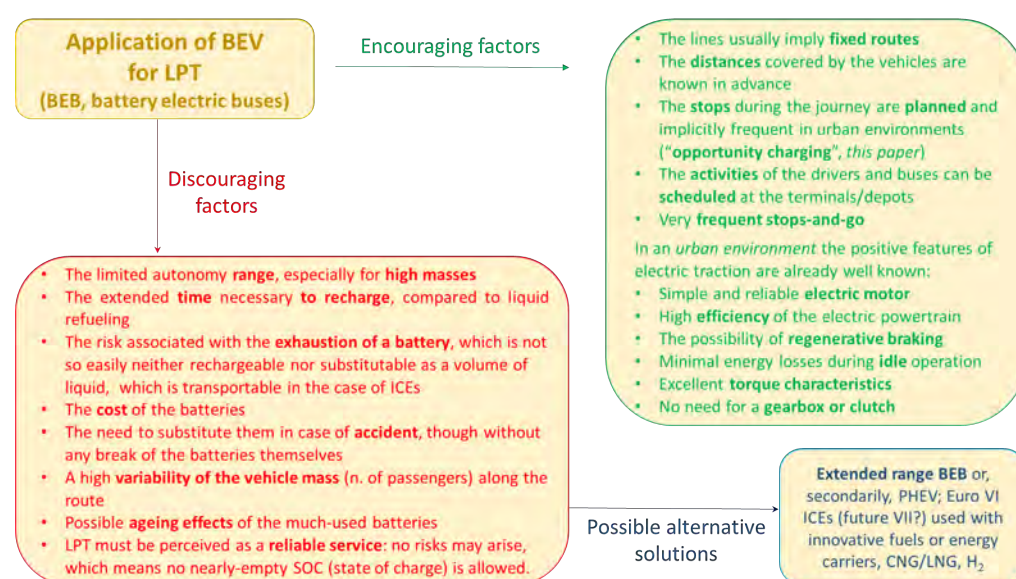 Application of BEV
for LPT
(BEB, battery electric buses)
Encouraging factors
• The lines usually imply fixed routes
• The distances covered by the vehicles are
known in advance
• The stops during the journey are planned and
implicitly frequent in urban environments
("opportunity charging", this paper)
• The activities of the drivers and buses can be
scheduled at the terminals/depots
• Very frequent stops-and-go
In an urban environment the positive features of
electric traction are already well known:
• Simple and reliable electric motor
• High efficiency of the electric powertrain
• The possibility of regenerative braking
• Minimal energy losses during idle operation
• Excellent torque characteristics
• No need for a gearbox or clutch
Discouraging
factors
• The limited autonomy range, especially for high masses
• The extended time necessary to recharge, compared to liquid
refueling
• The risk associated with the exhaustion of a battery, which is not
so easily neither rechargeable nor substitutable as a volume of
liquid, which is transportable in the case of ICEs
• The cost of the batteries
• The need to substitute them in case of accident, though without
any break of the batteries themselves
• A high variability of the vehicle mass (n. of passengers) along the
route
• Possible ageing effects of the much-used batteries
• LPT must be perceived as a reliable service: no risks may arise,
which means no nearly-empty SOC (state of charge) is allowed.
Possible alternative
solutions
Extended range BEB or,
secondarily, PHEV; Euro VI
ICEs (future VII?) used with
innovative fuels or energy
carriers, CNG/LNG, H₂